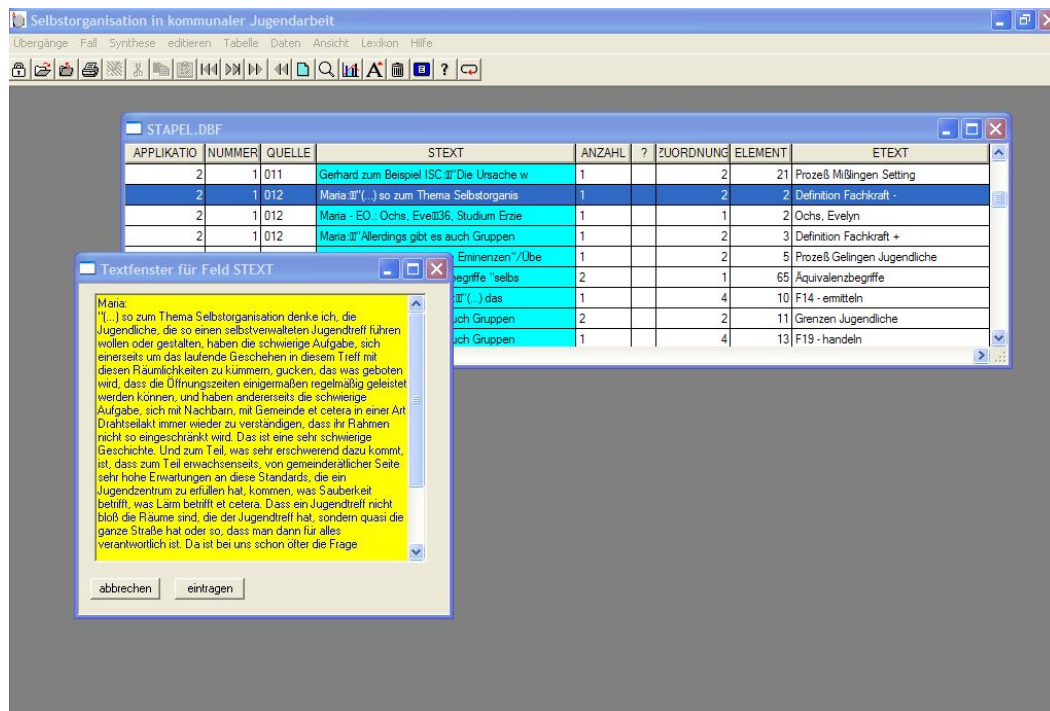 Selbstorganisation in kommunaler Jugendarbeit
Übergänge Fall Synthese editieren Tabelle Daten Ansicht Lexikon Hilfe
STAPEL.DBF
APPLIKATIO NUMMER QUELLE STEXT ANZAHL ? ZUORDNUNG ELEMENT ETEXT
2 1 011 Gerhard zum Beispiel ISC: "Die Ursache w 1 2 21 Prozeß Mißlingen Setting
2 1 012 Maria: "(...) so zum Thema Selbstorganis 1 2 2 Definition Fachkraft -
2 1 012 Maria - EO.: Ochs, Eve 36, Studium Erzie 1 1 2 Ochs, Evelyn
2 1 012 Maria: "Allerdings gibt es auch Gruppen 1 2 3 Definition Fachkraft +
Eminenzen"/Übe 1 2 5 Prozeß Gelingen Jugendliche
egriffe "selbs 2 1 65 Äquivalenzbegriffe
"(...) das 1 4 10 F14 - ermitteln
uch Gruppen 2 2 11 Grenzen Jugendliche
uch Gruppen 1 4 13 F19 - handeln
Textfenster für Feld STEXT
Maria:
"(...) so zum Thema Selbstorganisation denke ich, die
Jugendliche, die so einen selbstverwalteten Jugendtreff führen
wollen oder gestalten, haben die schwierige Aufgabe, sich
einerseits um das laufende Geschehen in diesem Treff mit
diesen Räumlichkeiten zu kümmern, gucken, das was geboten
wird, dass die Öffnungszeiten einigermaßen regelmäßig geleistet
werden können, und haben andererseits die schwierige
Aufgabe, sich mit Nachbarn, mit Gemeinde et cetera in einer Art
Drahtseilakt immer wieder zu verständigen, dass ihr Rahmen
nicht so eingeschränkt wird. Das ist eine sehr schwierige
Geschichte. Und zum Teil, was sehr erschwerend dazu kommt,
ist, dass zum Teil erwachsenseits, von gemeinderätlicher Seite
sehr hohe Erwartungen an diese Standards, die ein
Jugendzentrum zu erfüllen hat, kommen, was Sauberkeit
betrifft, was Lärm betrifft et cetera. Dass ein Jugendtreff nicht
bloß die Räume sind, die der Jugendtreff hat, sondern quasi die
ganze Straße hat oder so, dass man dann für alles
verantwortlich ist. Da ist bei uns schon öfter die Frage
abbrechen eintragen